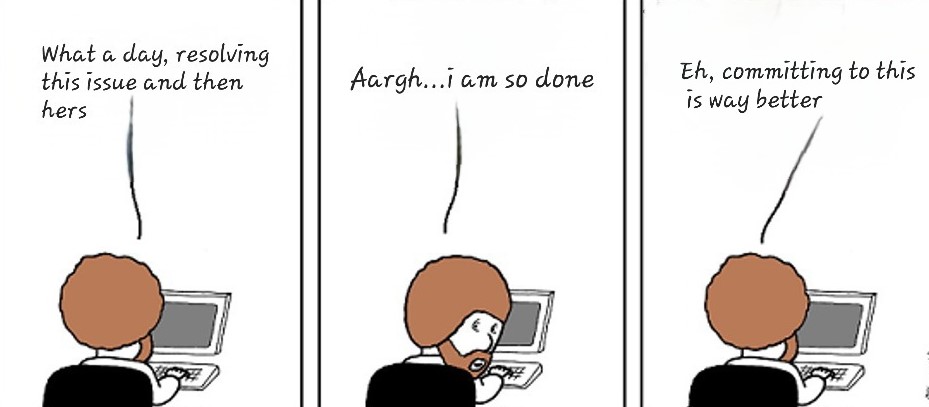 What a day, resolving
this issue and then
hers
Aargh...i am so done
Eh, committing to this
is way better